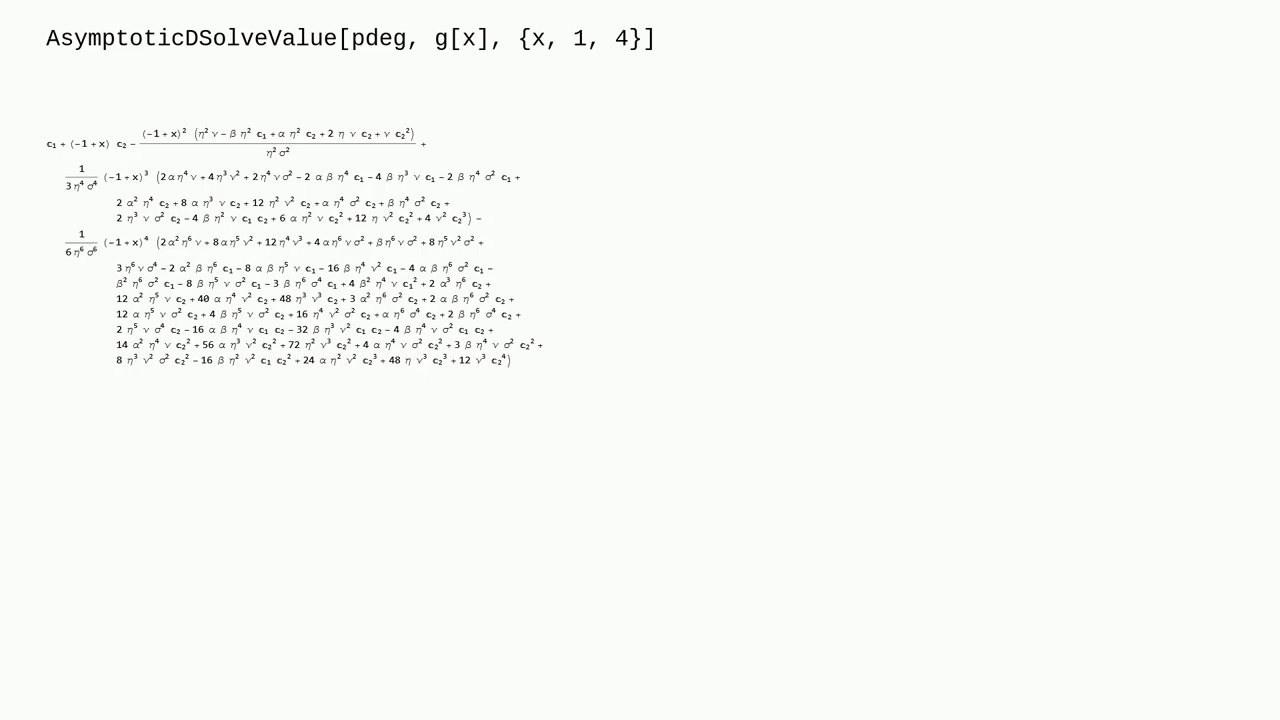 AsymptoticDSolveValue[pdeg, g[x], {x, 1, 4}]
c₁ + (-1 + x) c₂ - ((-1 + x)² (η² ν - β η² c₁ + α η² c₂ + 2 η ν c₂ + ν c₂²)) / (η² σ²) +
1/(3 η⁴ σ⁴) (-1 + x)³ (2 α η⁴ ν + 4 η³ ν² + 2 η⁴ ν σ² - 2 α β η⁴ c₁ - 4 β η³ ν c₁ - 2 β η⁴ σ² c₁ +
2 α² η⁴ c₂ + 8 α η³ ν c₂ + 12 η² ν² c₂ + α η⁴ σ² c₂ + β η⁴ σ² c₂ +
2 η³ ν σ² c₂ - 4 β η² ν c₁ c₂ + 6 α η² ν c₂² + 12 η ν² c₂² + 4 ν² c₂³) -
1/(6 η⁶ σ⁶) (-1 + x)⁴ (2 α² η⁶ ν + 8 α η⁵ ν² + 12 η⁴ ν³ + 4 α η⁶ ν σ² + β η⁶ ν σ² + 8 η⁵ ν² σ² +
3 η⁶ ν σ⁴ - 2 α² β η⁶ c₁ - 8 α β η⁵ ν c₁ - 16 β η⁴ ν² c₁ - 4 α β η⁶ σ² c₁ -
β² η⁶ σ² c₁ - 8 β η⁵ ν σ² c₁ - 3 β η⁶ σ⁴ c₁ + 4 β² η⁴ ν c₁² + 2 α³ η⁶ c₂ +
12 α² η⁵ ν c₂ + 40 α η⁴ ν² c₂ + 48 η³ ν³ c₂ + 3 α² η⁶ σ² c₂ + 2 α β η⁶ σ² c₂ +
12 α η⁵ ν σ² c₂ + 4 β η⁵ ν σ² c₂ + 16 η⁴ ν² σ² c₂ + α η⁶ σ⁴ c₂ + 2 β η⁶ σ⁴ c₂ +
2 η⁵ ν σ⁴ c₂ - 16 α β η⁴ ν c₁ c₂ - 32 β η³ ν² c₁ c₂ - 4 β η⁴ ν σ² c₁ c₂ +
14 α² η⁴ ν c₂² + 56 α η³ ν² c₂² + 72 η² ν³ c₂² + 4 α η⁴ ν σ² c₂² + 3 β η⁴ ν σ² c₂² +
8 η³ ν² σ² c₂² - 16 β η² ν² c₁ c₂² + 24 α η² ν² c₂³ + 48 η ν³ c₂³ + 12 ν³ c₂⁴)